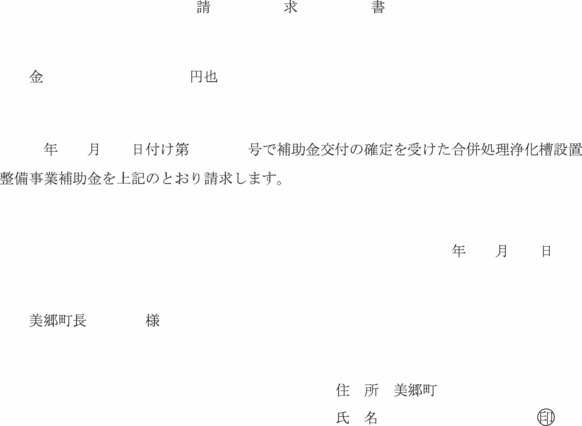 請　求　書
金　　　　　　　　　　円也
年　　月　　日付け第　　　　号で補助金交付の確定を受けた合併処理浄化槽設置
整備事業補助金を上記のとおり請求します。
年　　月　　日
美郷町長　　　　様
住　所　美郷町
氏　名　　　　　　　　　　　㊞